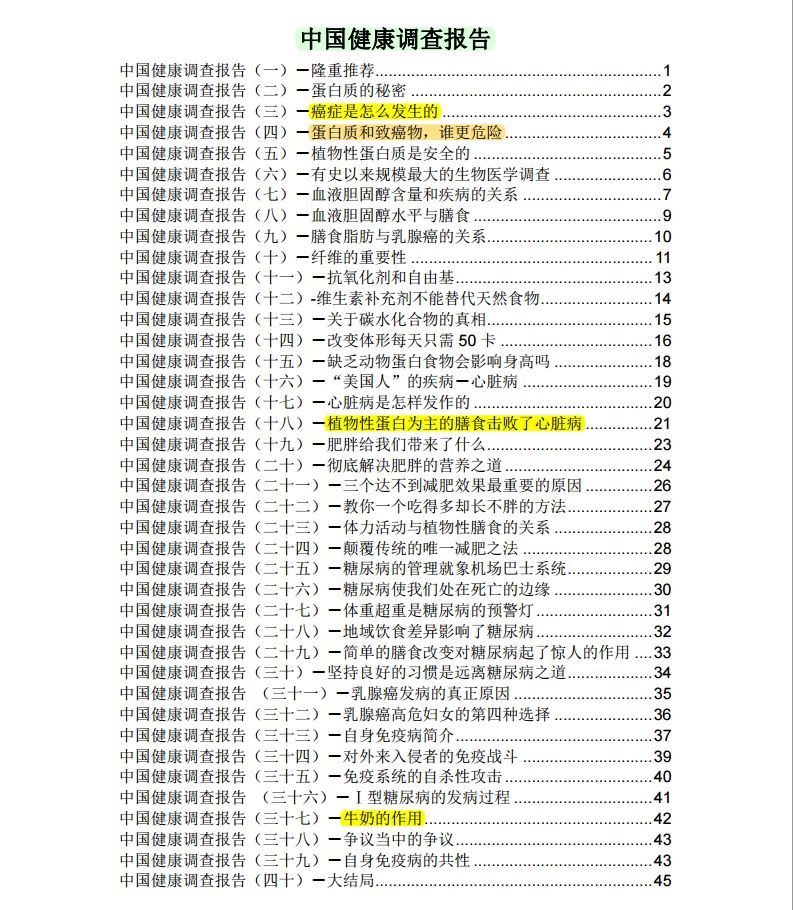 中国健康调查报告
中国健康调查报告（一）－隆重推荐..................................................................1
中国健康调查报告（二）－蛋白质的秘密..........................................................2
中国健康调查报告（三）－癌症是怎么发生的..................................................3
中国健康调查报告（四）－蛋白质和致癌物，谁更危险....................................4
中国健康调查报告（五）－植物性蛋白质是安全的............................................5
中国健康调查报告（六）－有史以来规模最大的生物医学调查........................6
中国健康调查报告（七）－血液胆固醇含量和疾病的关系................................7
中国健康调查报告（八）－血液胆固醇水平与膳食............................................9
中国健康调查报告（九）－膳食脂肪与乳腺癌的关系......................................10
中国健康调查报告（十）－纤维的重要性........................................................11
中国健康调查报告（十一）－抗氧化剂和自由基..............................................13
中国健康调查报告（十二）-维生素补充剂不能替代天然食物..........................14
中国健康调查报告（十三）－关于碳水化合物的真相......................................15
中国健康调查报告（十四）－改变体形每天只需 50 卡....................................16
中国健康调查报告（十五）－缺乏动物蛋白食物会影响身高吗........................18
中国健康调查报告（十六）－“美国人”的疾病－心脏病................................19
中国健康调查报告（十七）－心脏病是怎样发作的..........................................20
中国健康调查报告（十八）－植物性蛋白为主的膳食击败了心脏病................21
中国健康调查报告（十九）－肥胖给我们带来了什么......................................23
中国健康调查报告（二十）－彻底解决肥胖的营养之道..................................24
中国健康调查报告（二十一）－三个达不到减肥效果最重要的原因................26
中国健康调查报告（二十二）－教你一个吃得多却长不胖的方法....................27
中国健康调查报告（二十三）－体力活动与植物性膳食的关系........................28
中国健康调查报告（二十四）－颠覆传统的唯一减肥之法..............................28
中国健康调查报告（二十五）－糖尿病的管理就象机场巴士系统....................29
中国健康调查报告（二十六）－糖尿病使我们处在死亡的边缘........................30
中国健康调查报告（二十七）－体重超重是糖尿病的预警灯..........................31
中国健康调查报告（二十八）－地域饮食差异影响了糖尿病..........................32
中国健康调查报告（二十九）－简单的膳食改变对糖尿病起了惊人的作用....33
中国健康调查报告（三十）－坚持良好的习惯是远离糖尿病之道....................34
中国健康调查报告 （三十一）－乳腺癌发病的真正原因..................................35
中国健康调查报告（三十二）－乳腺癌高危妇女的第四种选择........................36
中国健康调查报告（三十三）－自身免疫病简介..............................................37
中国健康调查报告（三十四）－对外来入侵者的免疫战斗..............................39
中国健康调查报告（三十五）－免疫系统的自杀性攻击..................................40
中国健康调查报告 （三十六）－Ⅰ型糖尿病的发病过程..................................41
中国健康调查报告（三十七）－牛奶的作用....................................................42
中国健康调查报告（三十八）－争议当中的争议..............................................43
中国健康调查报告（三十九）－自身免疫病的共性..........................................43
中国健康调查报告（四十）－大结局................................................................45